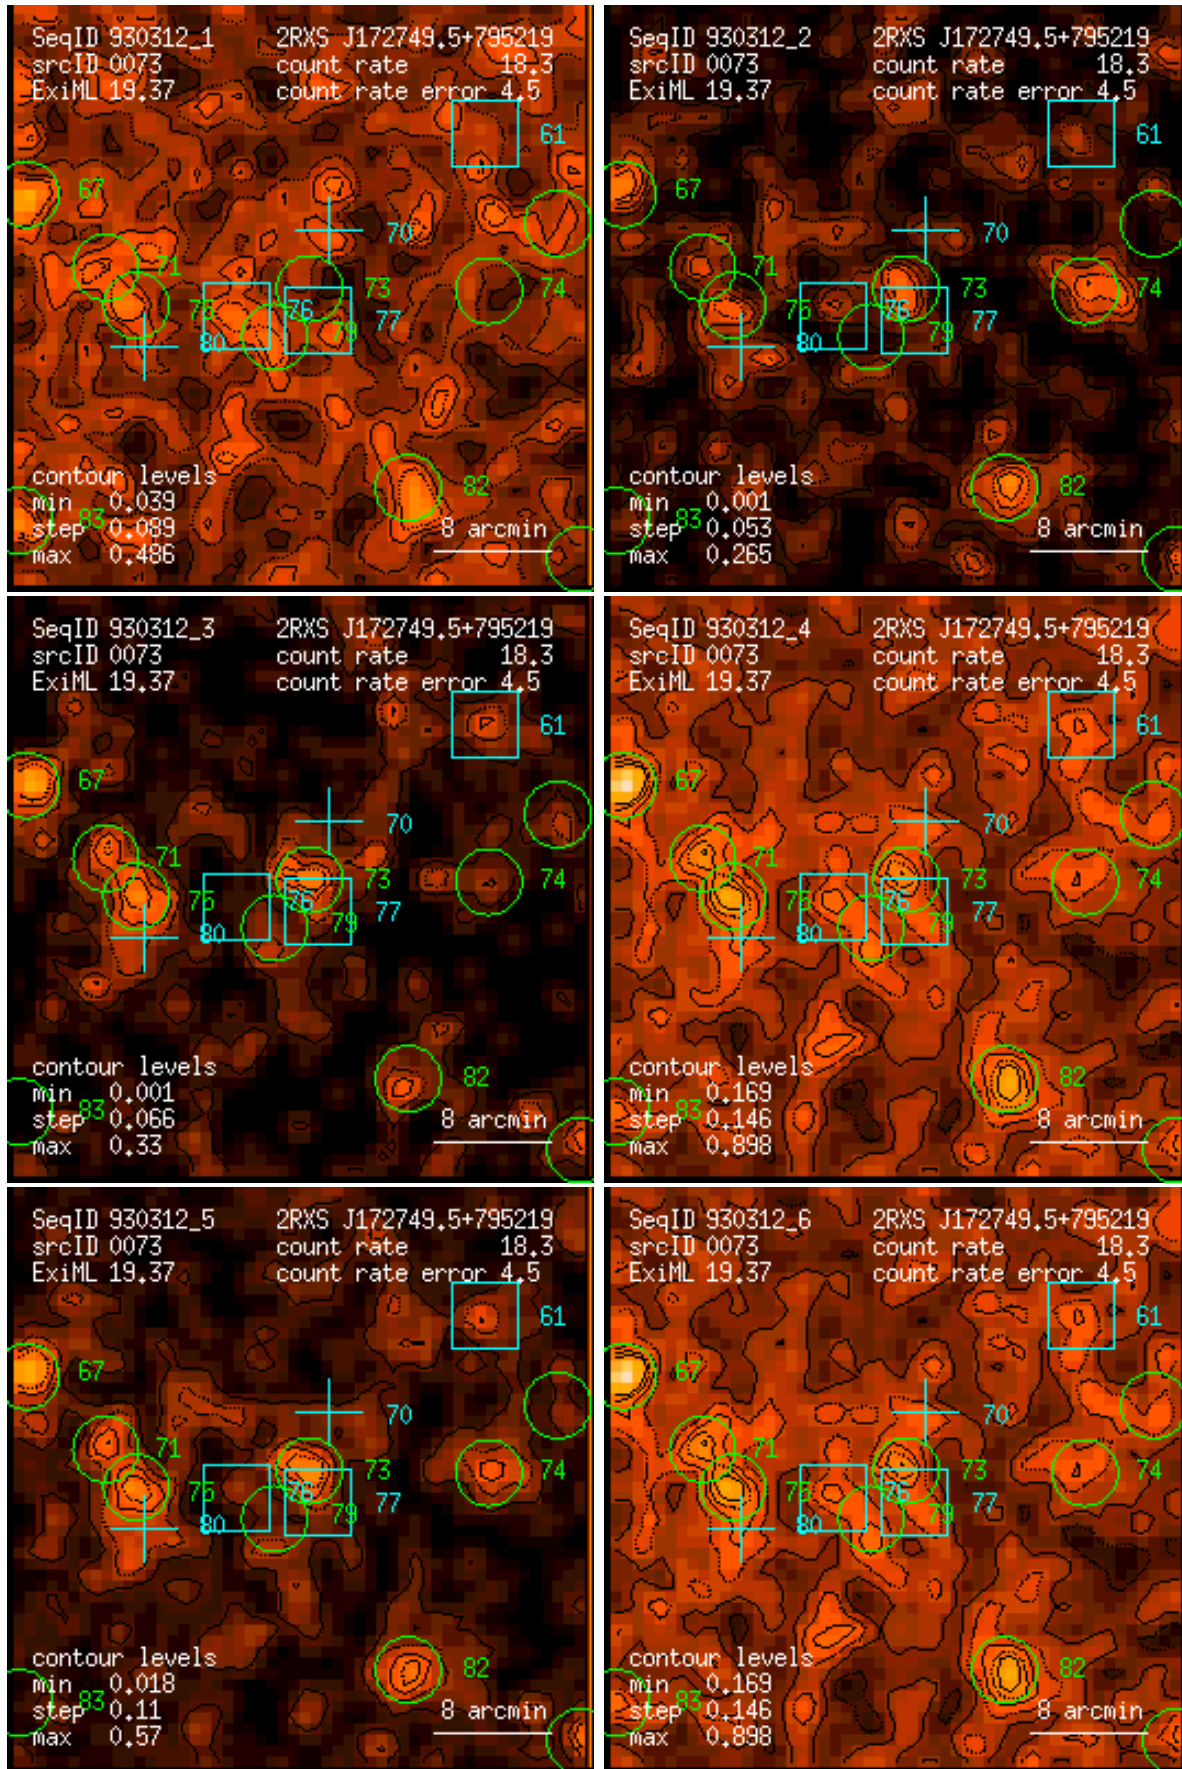 SeqID 930312_1 2RXS J172749.5+795219
srcID 0073 count rate 18.3
ExiML 19.37 count rate error 4.5
61
67
70
71
73
74
75
76
77
79
80
contour levels
82
min 0.039
83
step 0.089
8 arcmin
max 0.486
SeqID 930312_2 2RXS J172749.5+795219
srcID 0073 count rate 18.3
ExiML 19.37 count rate error 4.5
61
67
70
71
73
74
75
76
77
79
80
contour levels
82
min 0.001
83
step 0.053
8 arcmin
max 0.265
SeqID 930312_3 2RXS J172749.5+795219
srcID 0073 count rate 18.3
ExiML 19.37 count rate error 4.5
61
67
70
71
73
74
75
76
77
79
80
contour levels
82
min 0.001
83
step 0.066
8 arcmin
max 0.33
SeqID 930312_4 2RXS J172749.5+795219
srcID 0073 count rate 18.3
ExiML 19.37 count rate error 4.5
61
67
70
71
73
74
75
76
77
79
80
contour levels
82
min 0.169
83
step 0.146
8 arcmin
max 0.898
SeqID 930312_5 2RXS J172749.5+795219
srcID 0073 count rate 18.3
ExiML 19.37 count rate error 4.5
61
67
70
71
73
74
75
76
77
79
80
contour levels
82
min 0.018
83
step 0.11
8 arcmin
max 0.57
SeqID 930312_6 2RXS J172749.5+795219
srcID 0073 count rate 18.3
ExiML 19.37 count rate error 4.5
61
67
70
71
73
74
75
76
77
79
80
contour levels
82
min 0.169
83
step 0.146
8 arcmin
max 0.898